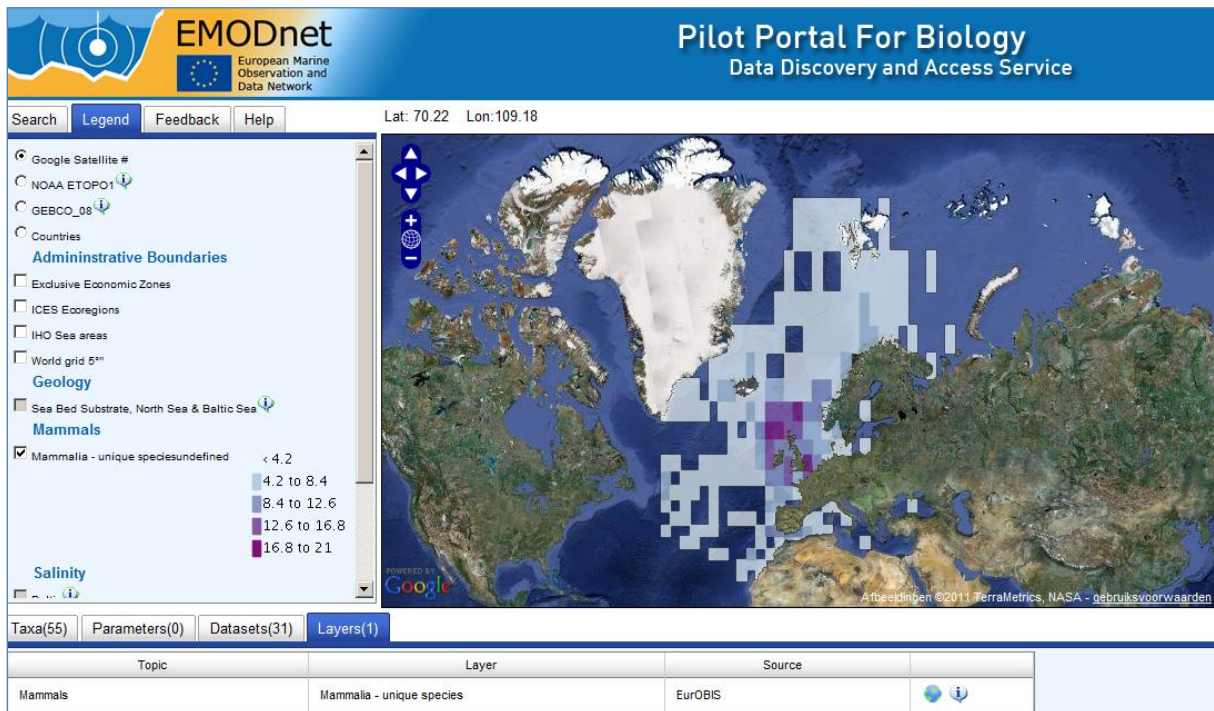 EMODnet
European Marine
Observation and
Data Network
Pilot Portal For Biology
Data Discovery and Access Service
Search
Legend
Feedback
Help
Lat: 70.22 Lon:109.18
Google Satellite #
NOAA ETOPO1
GEBCO_08
Countries
Admininstrative Boundaries
Exclusive Economic Zones
ICES Ecoregions
IHO Sea areas
World grid 5°
Geology
Sea Bed Substrate, North Sea & Baltic Sea
Mammals
Mammalia - unique speciesundefined
< 4.2
4.2 to 8.4
8.4 to 12.6
12.6 to 16.8
16.8 to 21
Salinity
POWERED BY
Google
Afbeeldingen ©2011 TerraMetrics, NASA - gebruiksvoorwaarden
Taxa(55)
Parameters(0)
Datasets(31)
Layers(1)
Topic
Layer
Source
Mammals
Mammalia - unique species
EurOBIS